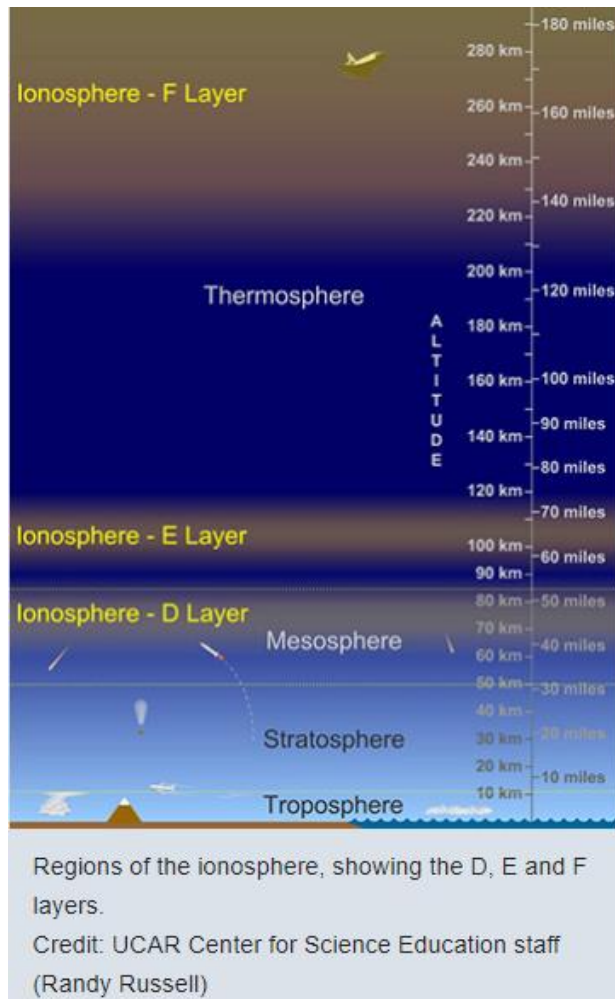 180 miles
280 km
Ionosphere - F Layer
260 km
160 miles
240 km
140 miles
220 km
200 km
Thermosphere
120 miles
ALTITUDE
180 km
160 km
100 miles
90 miles
140 km
80 miles
120 km
70 miles
Ionosphere - E Layer
100 km
60 miles
90 km
80 km
50 miles
Ionosphere - D Layer
70 km
Mesosphere
40 miles
60 km
50 km
30 miles
40 km
Stratosphere
30 km
20 miles
20 km
10 miles
10 km
Troposphere
Regions of the ionosphere, showing the D, E and F
layers.
Credit: UCAR Center for Science Education staff
(Randy Russell)